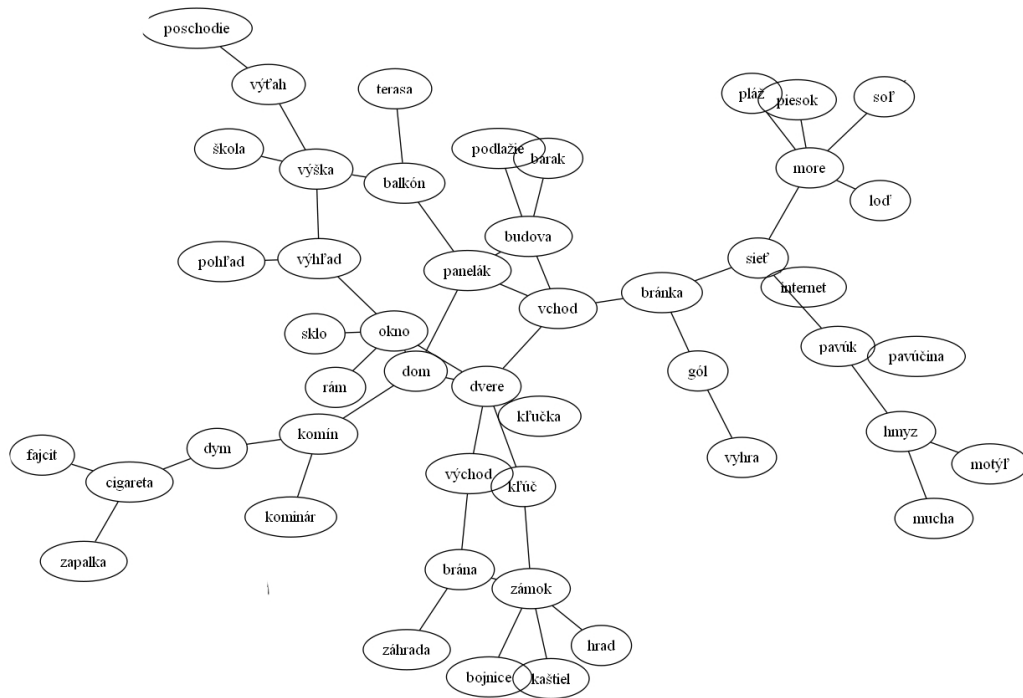 poschodie
výťah
terasa
pláž
piesok
soľ
škola
výška
balkón
podlažie
barak
more
loď
budova
pohľad
výhľad
panelák
sieť
internet
bránka
vchod
sklo
okno
pavúk
pavúčina
rám
dom
dvere
gól
kľučka
fajcit
dym
komín
hmyz
motýľ
vyhra
cigareta
východ
kľúč
kominár
mucha
zapalka
brána
zámok
záhrada
hrad
bojnice
kaštiel